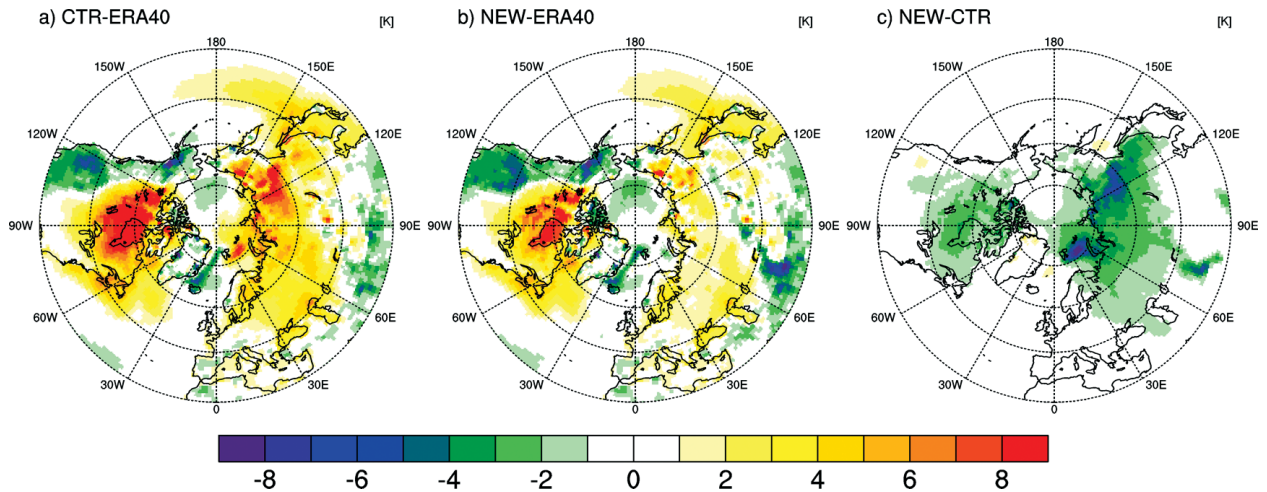 a) CTR-ERA40 [K]
b) NEW-ERA40 [K]
c) NEW-CTR [K]
180 180 180
150W 150E 150W 150E 150W 150E
120W 120E 120W 120E 120W 120E
90W 90E 90W 90E 90W 90E
60W 60E 60W 60E 60W 60E
30W 30E 30W 30E 30W 30E
0 0 0
-8 -6 -4 -2 0 2 4 6 8